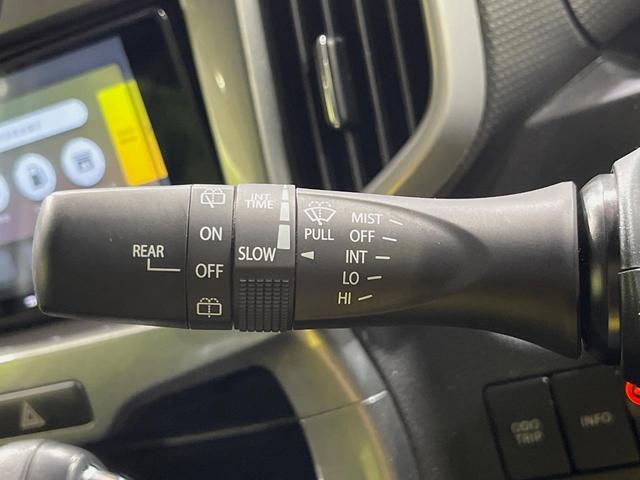 REAR
ON
OFF
INT
TIME
SLOW
PULL
MIST
OFF
INT
LO
HI
ODO
TRIP
INFO